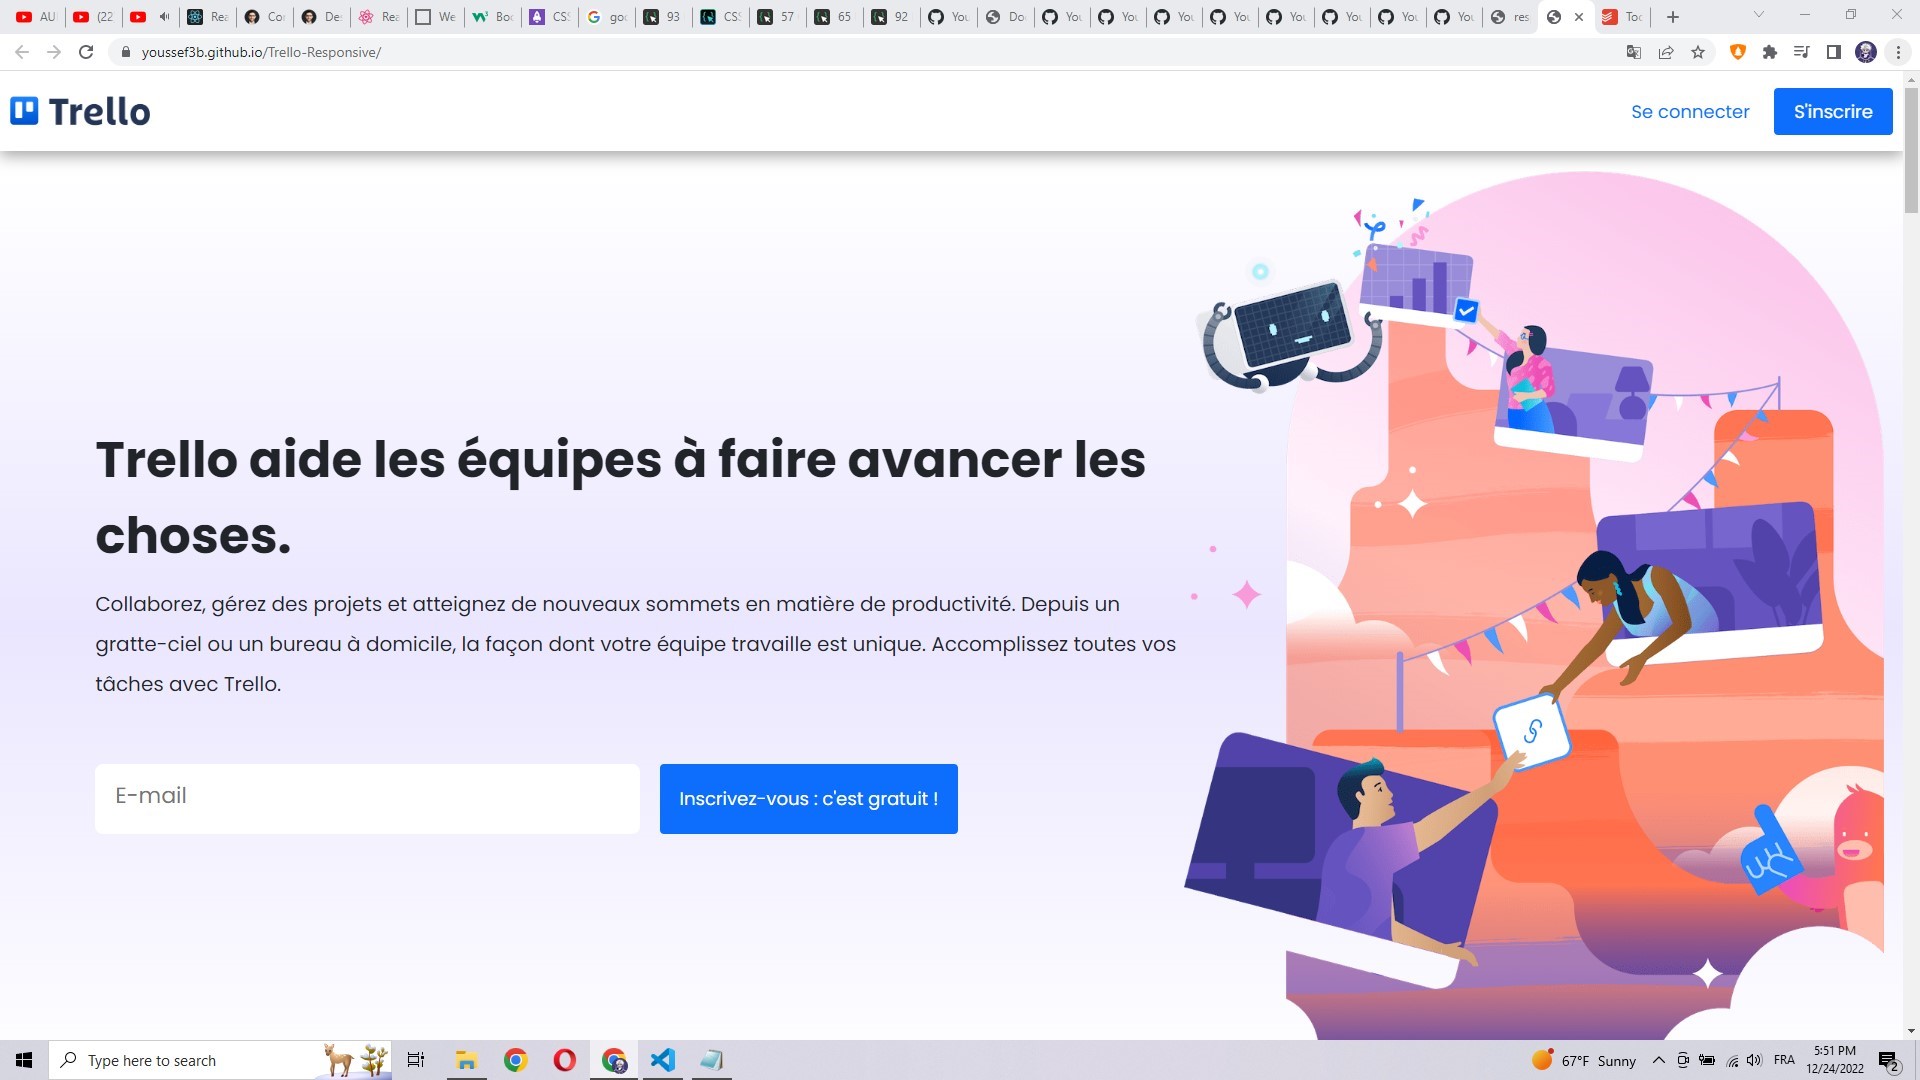 AU
(22
Rea
Cor
De
Rea
We
Boo
CS
goo
93
CS
57
65
92
You
Do
You
You
You
You
You
You
You
You
res
Too
youssef3b.github.io/Trello-Responsive/
Trello
Se connecter
S'inscrire
Trello aide les équipes à faire avancer les
choses.
Collaborez, gérez des projets et atteignez de nouveaux sommets en matière de productivité. Depuis un
gratte-ciel ou un bureau à domicile, la façon dont votre équipe travaille est unique. Accomplissez toutes vos
tâches avec Trello.
E-mail
Inscrivez-vous : c'est gratuit !
Type here to search
67°F Sunny
FRA
5:51 PM
12/24/2022
2